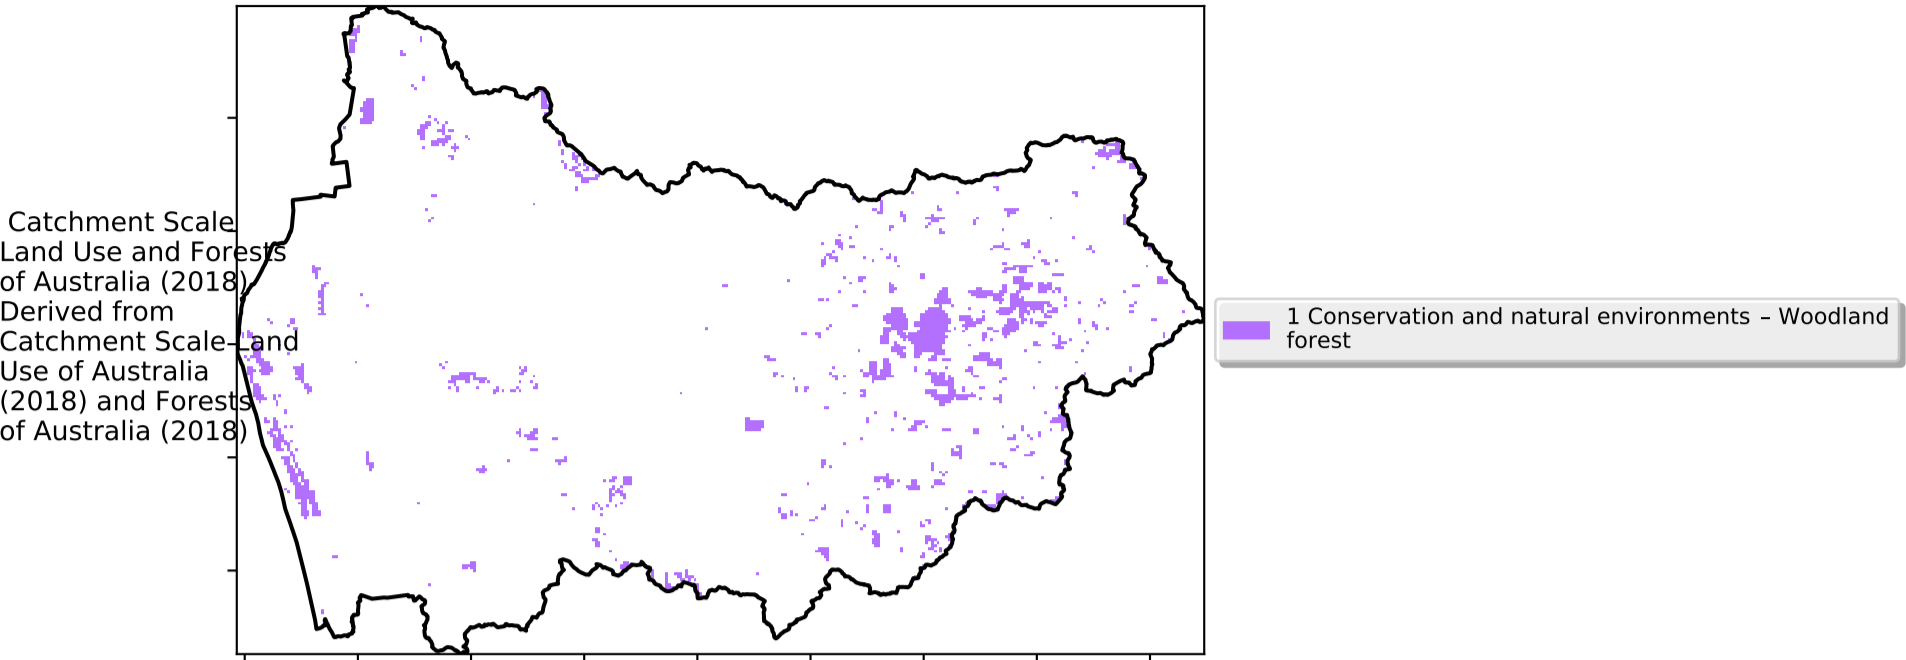 Catchment Scale
Land Use and Forests
of Australia (2018)
Derived from
Catchment Scale Land
Use of Australia
(2018) and Forests
of Australia (2018)
1 Conservation and natural environments – Woodland
forest